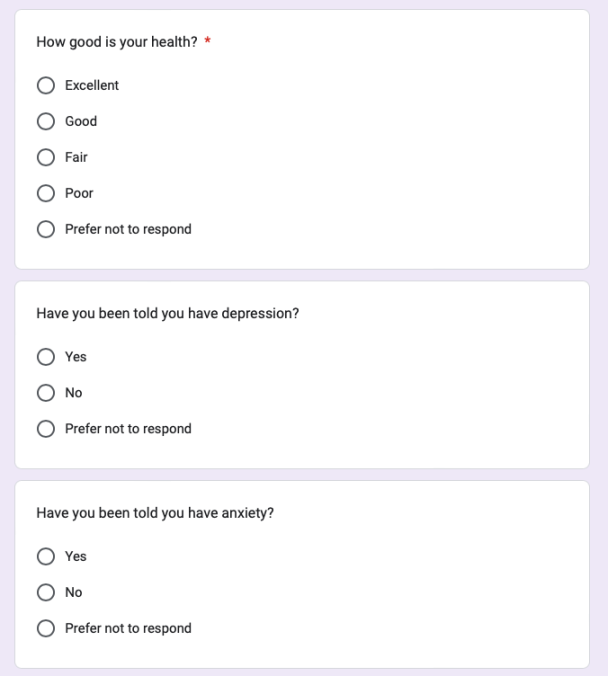 How good is your health? *
Excellent
Good
Fair
Poor
Prefer not to respond
Have you been told you have depression?
Yes
No
Prefer not to respond
Have you been told you have anxiety?
Yes
No
Prefer not to respond